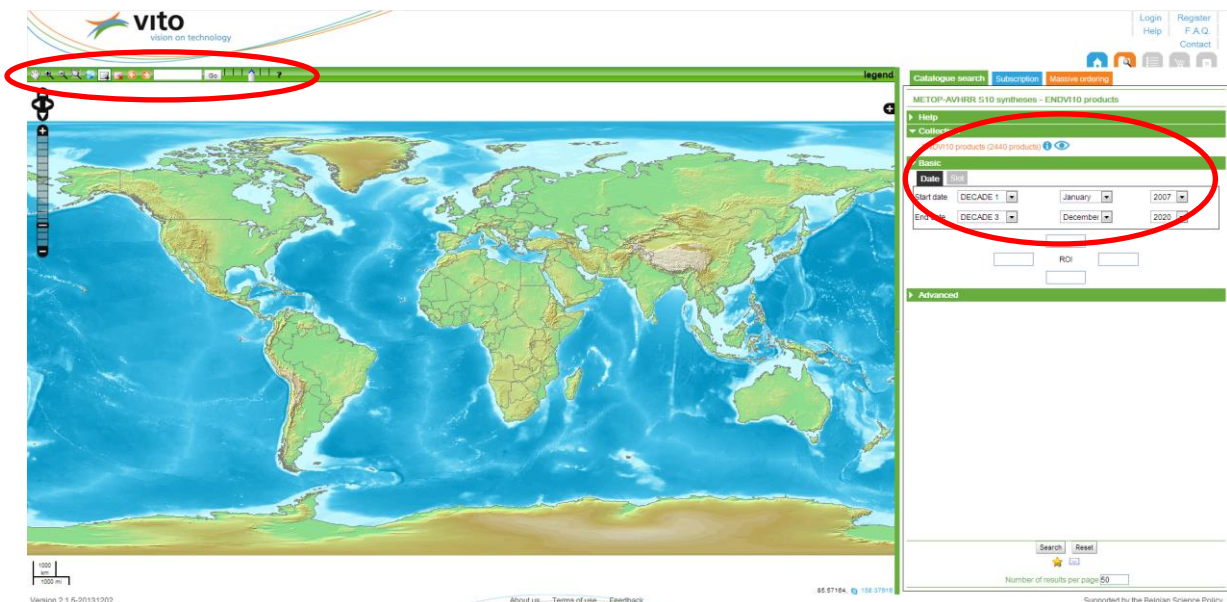 vito
vision on technology
Login Register
Help F.A.Q.
Contact
Go
?
legend
Catalogue search Subscription Massive ordering
METOP-AVHRR S10 syntheses - ENDVI10 products
Help
products (2440 products)
Basic
Date Slot
Start date DECADE 1 January 2007
End date DECADE 3 December 2020
ROI
Advanced
Search Reset
Number of results per page 50
1000
km
1000 mi
Version 2.1.5-20131202
About us Terms of use Feedback
Supported by the Belgian Science Policy